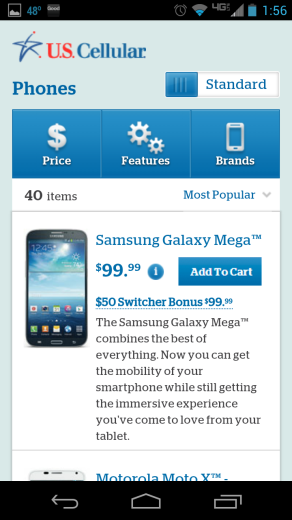 48° Good 4G 1:56
U.S. Cellular
Phones
Standard
Price Features Brands
40 items Most Popular
Samsung Galaxy Mega™
$99.99 i Add To Cart
$50 Switcher Bonus $99.99
The Samsung Galaxy Mega™
combines the best of
everything. Now you can get
the mobility of your
smartphone while still getting
the immersive experience
you've come to love from your
tablet.
Motorola Moto X™ -